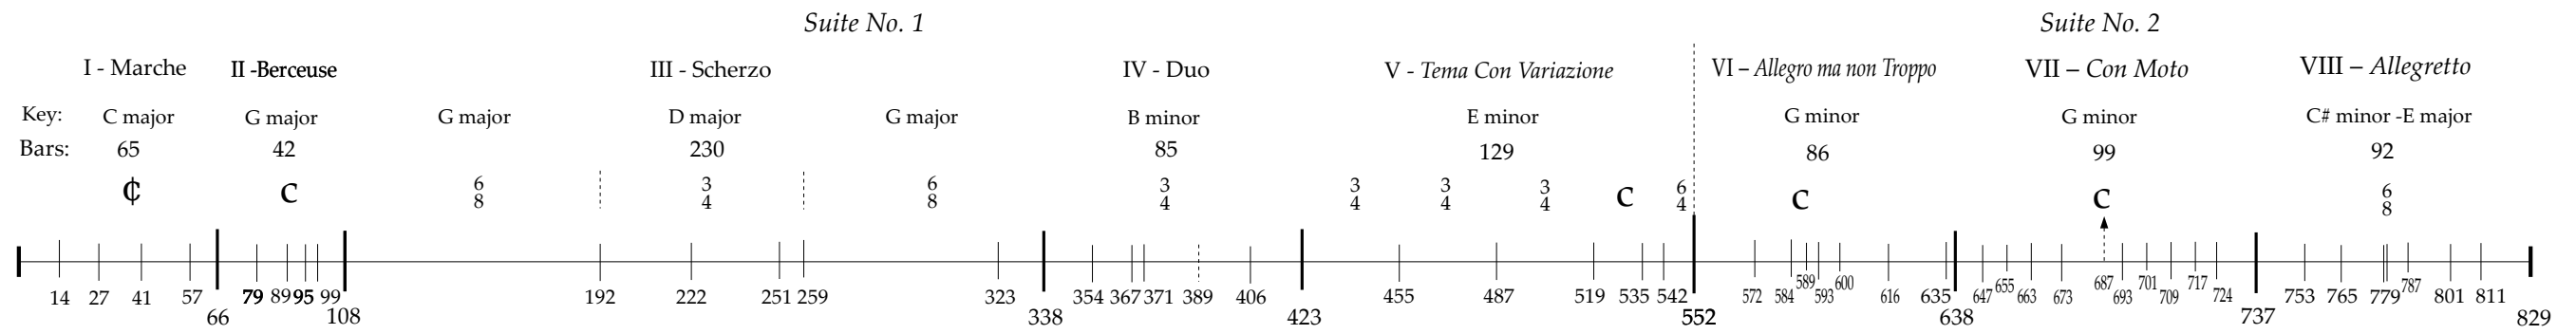 Suite No. 1 Suite No. 2
I - Marche II -Berceuse III - Scherzo IV - Duo V - Tema Con Variazione VI – Allegro ma non Troppo VII – Con Moto VIII – Allegretto
Key: C major G major G major D major G major B minor E minor G minor G minor C# minor -E major
Bars: 65 42 230 85 129 86 99 92
¢ C 6/8 3/4 6/8 3/4 3/4 3/4 3/4 C 6/4 C C 6/8
14 27 41 57 79 89 95 99 192 222 251 259 323 354 367 371 389 406 455 487 519 535 542 572 584 589 593 600 616 635 647 655 663 673 687 693 701 709 717 724 753 765 779 787 801 811
66 108 338 423 552 638 737 829